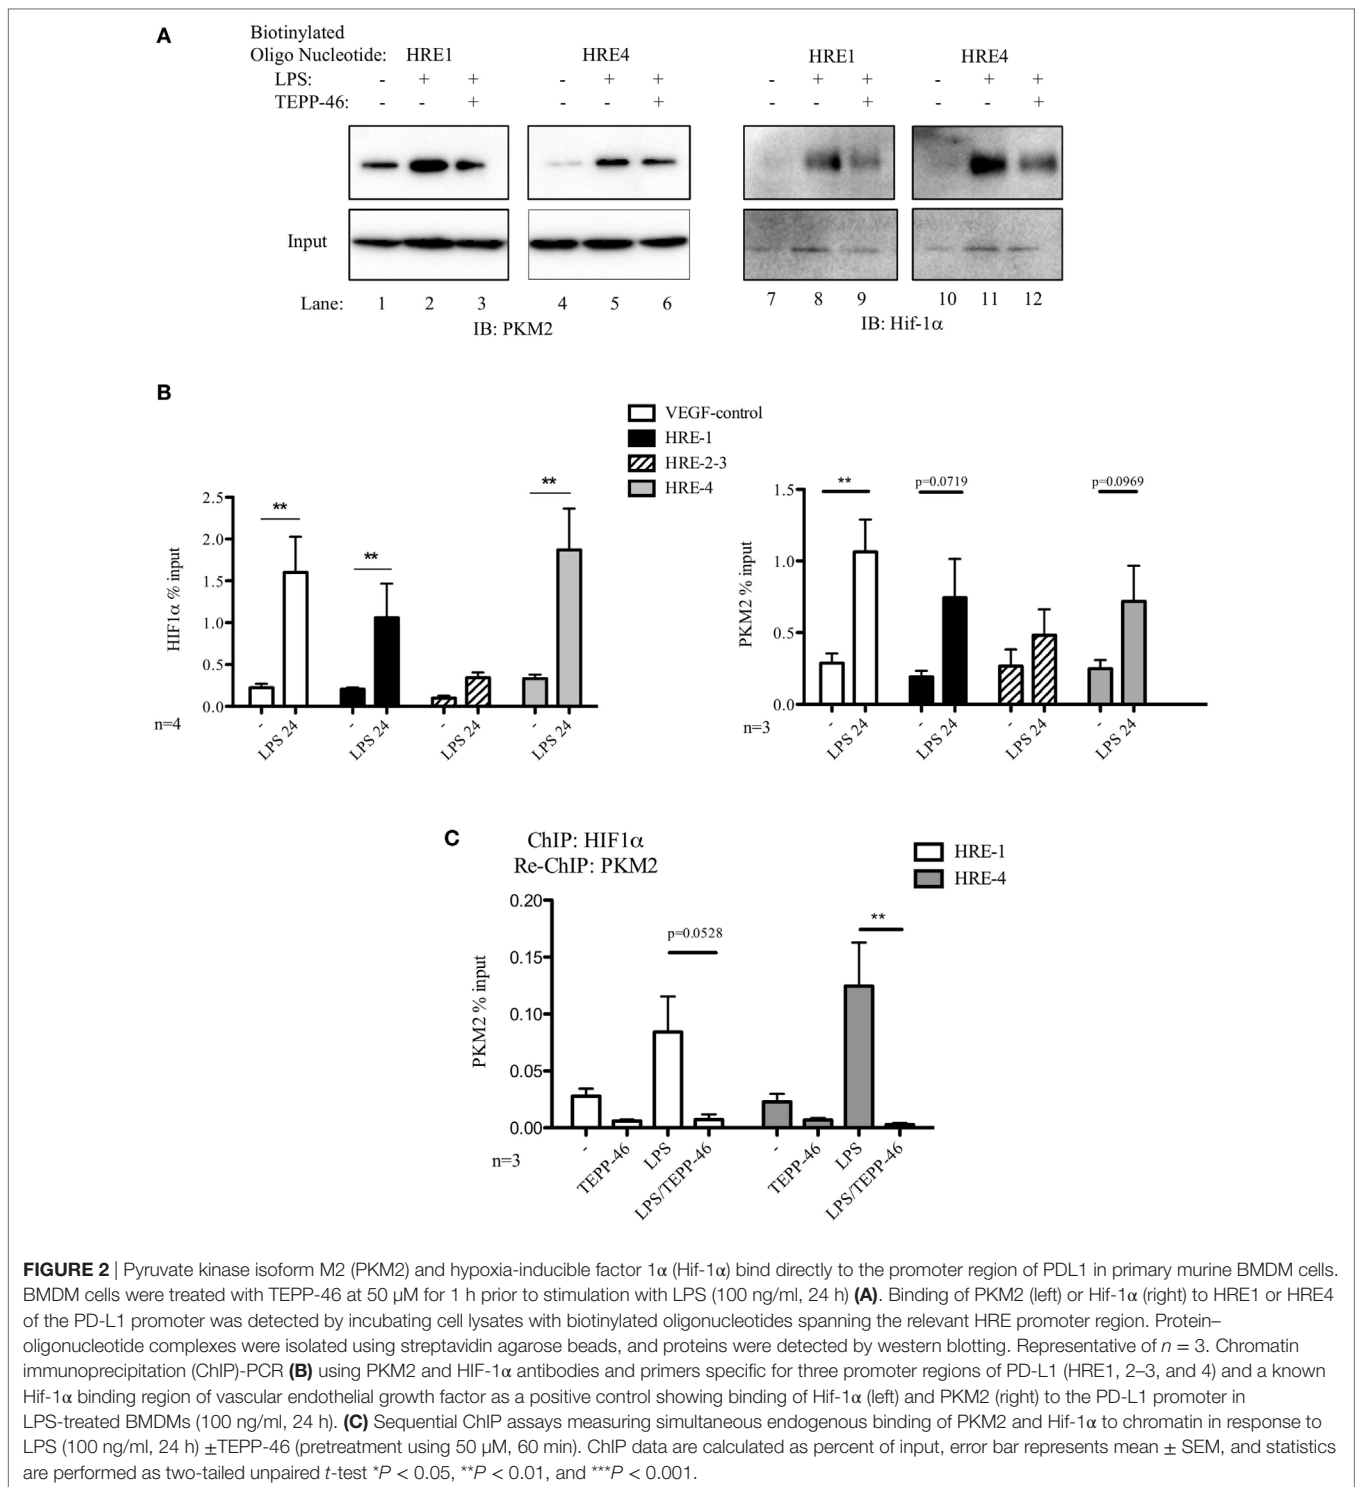 A
Biotinylated
Oligo Nucleotide: HRE1 HRE4 HRE1 HRE4
LPS: - + + - + + - + + - + +
TEPP-46: - - + - - + - - + - - +
Input
Lane: 1 2 3 4 5 6 7 8 9 10 11 12
IB: PKM2 IB: Hif-1α
B
VEGF-control
HRE-1
HRE-2-3
HRE-4
HIF1α % input
2.5
2.0
1.5
1.0
0.5
0.0
** ** **
n=4
- LPS 24 - LPS 24 - LPS 24 - LPS 24
PKM2 % input
1.5
1.0
0.5
0.0
** p=0.0719 p=0.0969
n=3
- LPS 24 - LPS 24 - LPS 24 - LPS 24
C
ChIP: HIF1α
Re-ChIP: PKM2
HRE-1
HRE-4
PKM2 % input
0.20
0.15
0.10
0.05
0.00
p=0.0528 **
n=3
- TEPP-46 LPS LPS/TEPP-46 - TEPP-46 LPS LPS/TEPP-46
FIGURE 2 | Pyruvate kinase isoform M2 (PKM2) and hypoxia-inducible factor 1α (Hif-1α) bind directly to the promoter region of PDL1 in primary murine BMDM cells.
BMDM cells were treated with TEPP-46 at 50 µM for 1 h prior to stimulation with LPS (100 ng/ml, 24 h) (A). Binding of PKM2 (left) or Hif-1α (right) to HRE1 or HRE4
of the PD-L1 promoter was detected by incubating cell lysates with biotinylated oligonucleotides spanning the relevant HRE promoter region. Protein–
oligonucleotide complexes were isolated using streptavidin agarose beads, and proteins were detected by western blotting. Representative of n = 3. Chromatin
immunoprecipitation (ChIP)-PCR (B) using PKM2 and HIF-1α antibodies and primers specific for three promoter regions of PD-L1 (HRE1, 2–3, and 4) and a known
Hif-1α binding region of vascular endothelial growth factor as a positive control showing binding of Hif-1α (left) and PKM2 (right) to the PD-L1 promoter in
LPS-treated BMDMs (100 ng/ml, 24 h). (C) Sequential ChIP assays measuring simultaneous endogenous binding of PKM2 and Hif-1α to chromatin in response to
LPS (100 ng/ml, 24 h) ±TEPP-46 (pretreatment using 50 µM, 60 min). ChIP data are calculated as percent of input, error bar represents mean ± SEM, and statistics
are performed as two-tailed unpaired t-test *P < 0.05, **P < 0.01, and ***P < 0.001.